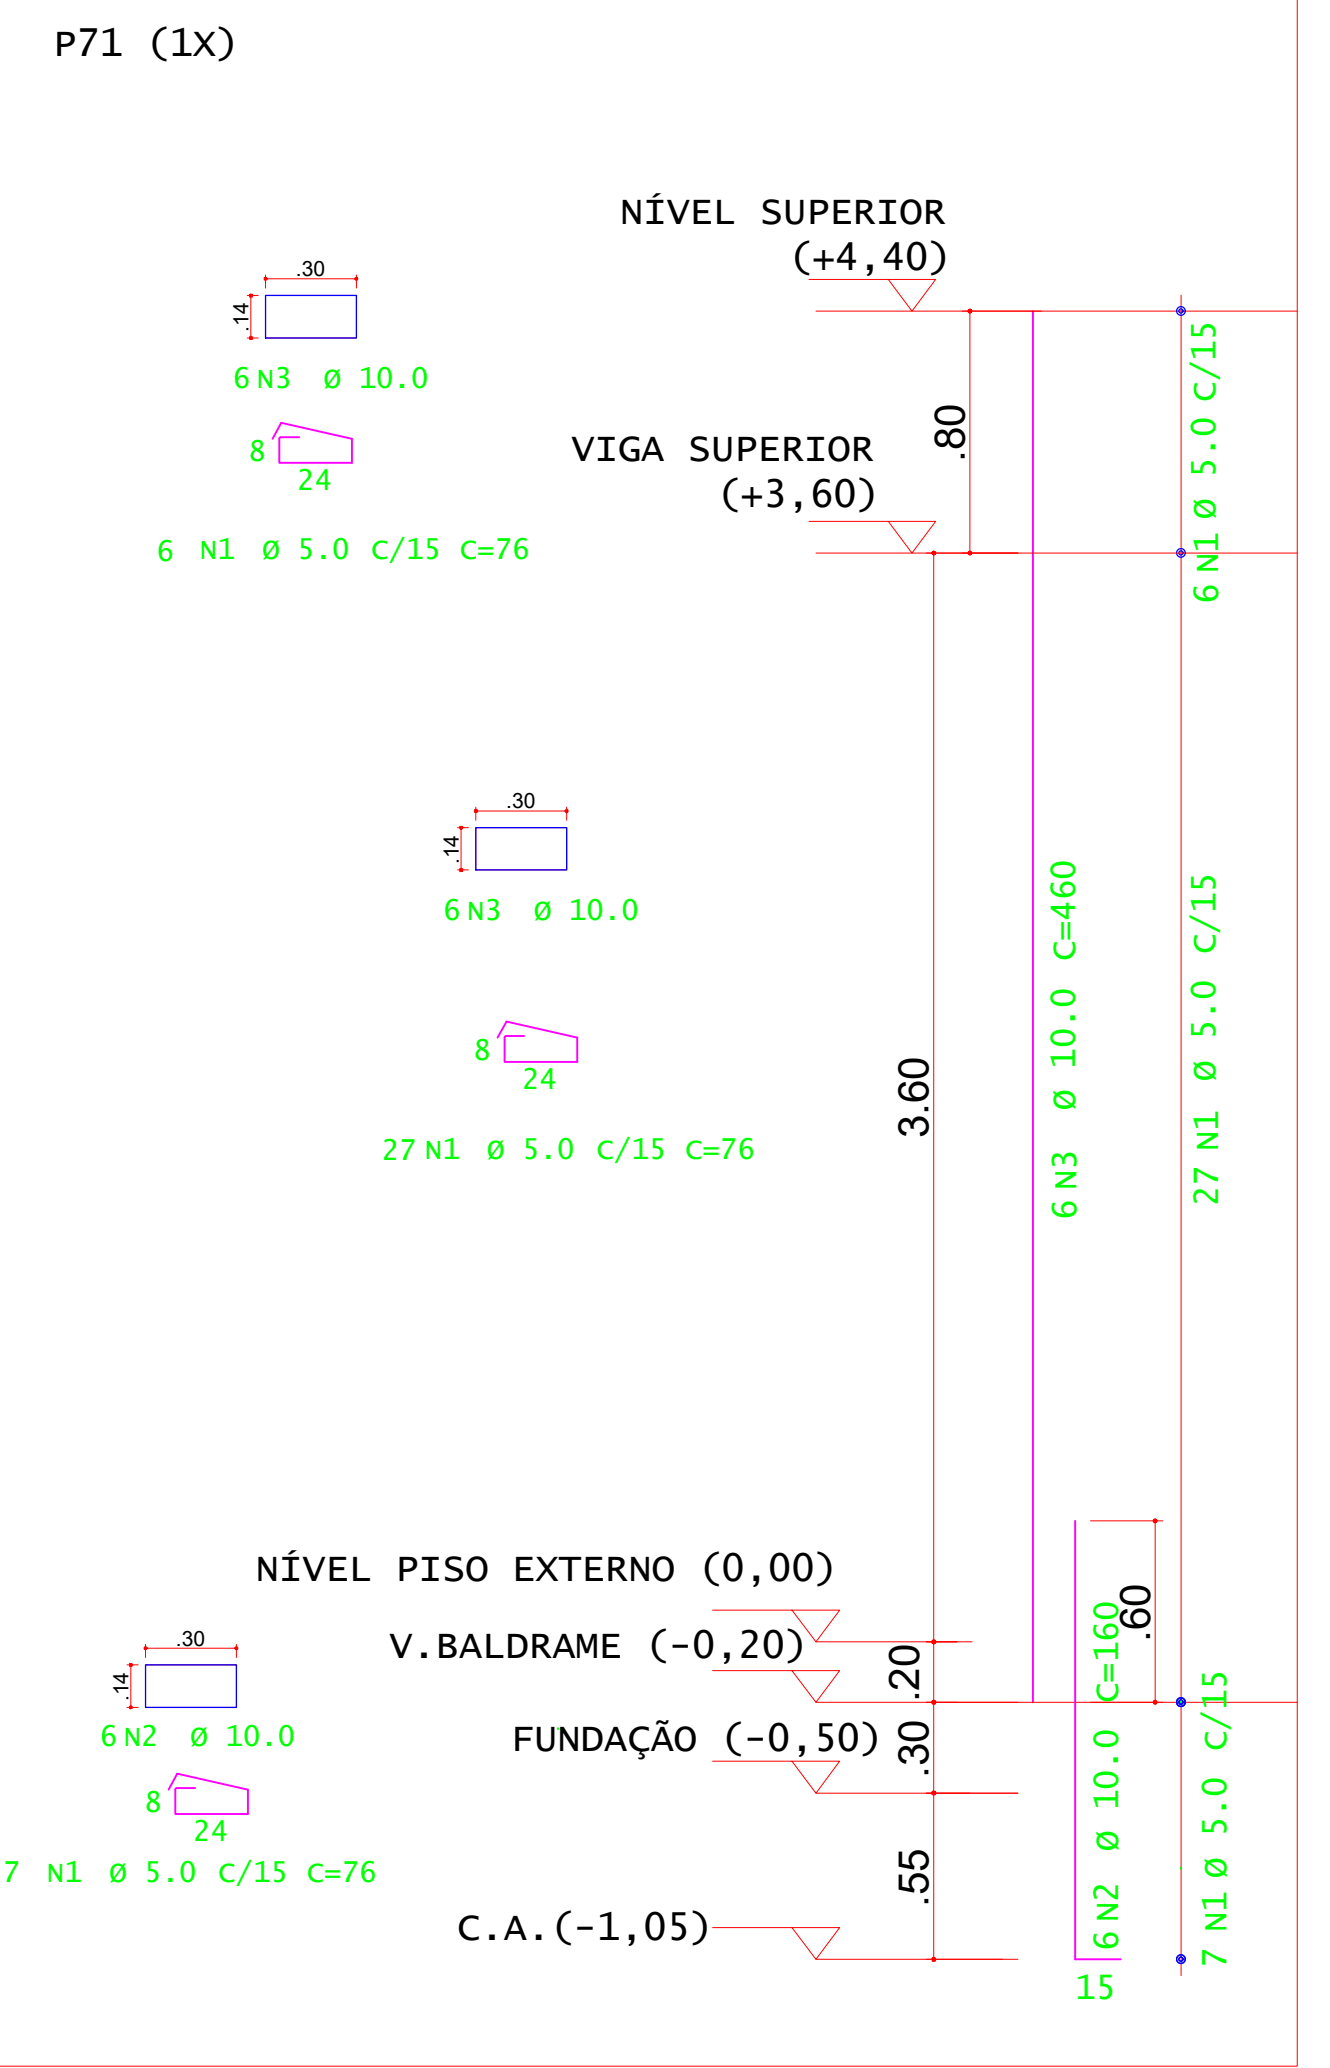 P71 (1X)
NÍVEL SUPERIOR
(+4,40)
.30
.14
6 N3 Ø 10.0
8
24
6 N1 Ø 5.0 C/15 C=76
VIGA SUPERIOR
(+3,60)
.80
6 N1 Ø 5.0 C/15
.30
.14
6 N3 Ø 10.0
8
24
27 N1 Ø 5.0 C/15 C=76
3.60
6 N3 Ø 10.0 C=460
27 N1 Ø 5.0 C/15
NÍVEL PISO EXTERNO (0,00)
V.BALDRAME (-0,20)
FUNDAÇÃO (-0,50)
C.A.(-1,05)
.20
.30
.55
.60
6 N2 Ø 10.0 C=160
15
7 N1 Ø 5.0 C/15
.30
.14
6 N2 Ø 10.0
8
24
7 N1 Ø 5.0 C/15 C=76